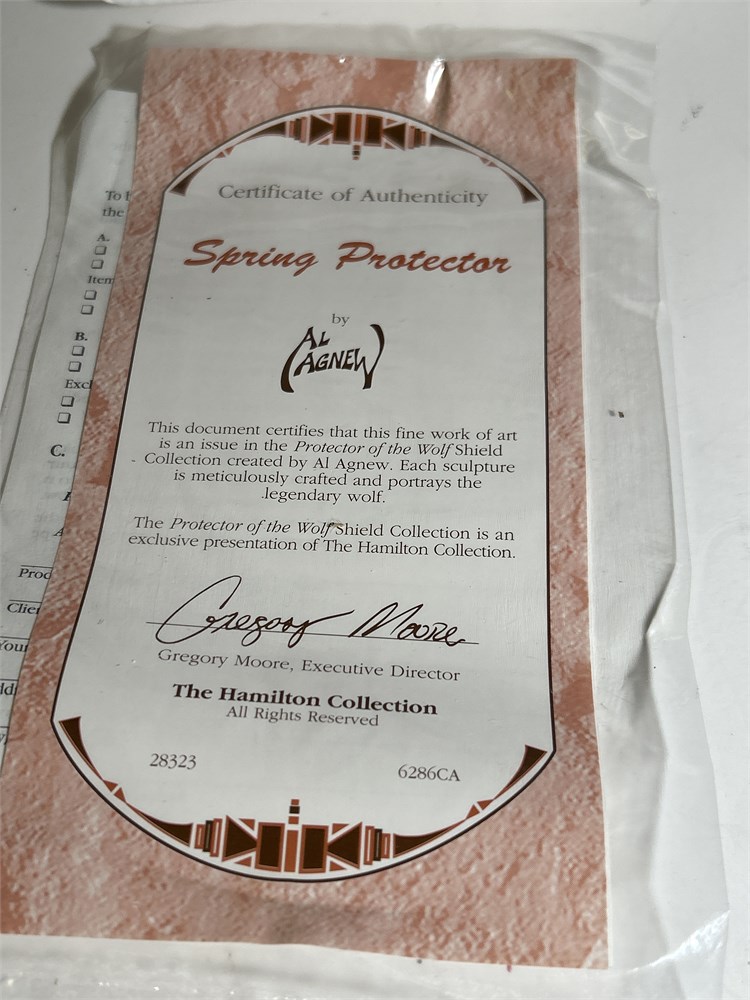 Certificate of Authenticity
Spring Protector
by
AL
AGNEW
This document certifies that this fine work of art
is an issue in the Protector of the Wolf Shield
Collection created by Al Agnew. Each sculpture
is meticulously crafted and portrays the
legendary wolf.
The Protector of the Wolf Shield Collection is an
exclusive presentation of The Hamilton Collection.
Gregory Moore
Gregory Moore, Executive Director
The Hamilton Collection
All Rights Reserved
28323
6286CA
the
A.
Item
B.
C.